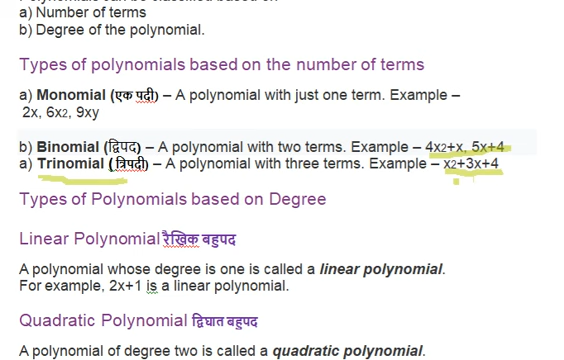 a) Number of terms
b) Degree of the polynomial.
Types of polynomials based on the number of terms
a) Monomial (एक पदी) – A polynomial with just one term. Example –
2x, 6x2, 9xy
b) Binomial (द्विपद) – A polynomial with two terms. Example – 4x2+x, 5x+4
a) Trinomial (त्रिपदी) – A polynomial with three terms. Example – x2+3x+4
Types of Polynomials based on Degree
Linear Polynomial रैखिक बहुपद
A polynomial whose degree is one is called a linear polynomial.
For example, 2x+1 is a linear polynomial.
Quadratic Polynomial द्विघात बहुपद
A polynomial of degree two is called a quadratic polynomial.